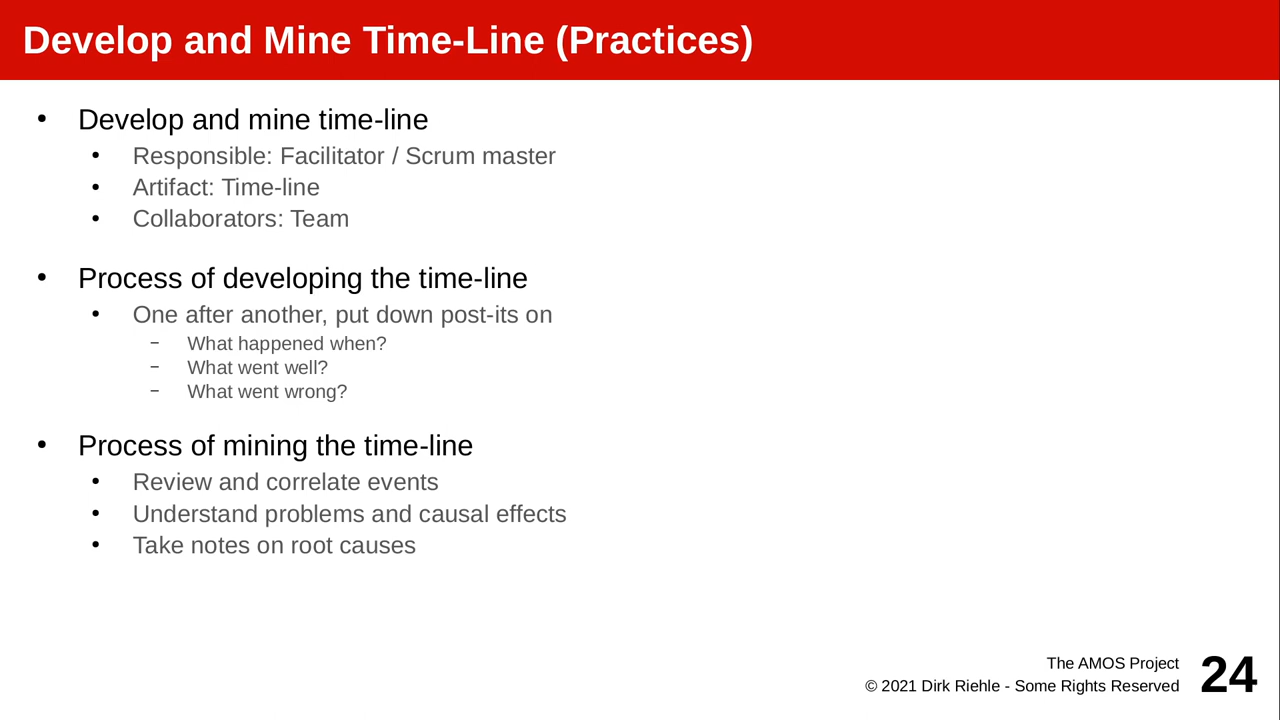 Develop and Mine Time-Line (Practices)
• Develop and mine time-line
• Responsible: Facilitator / Scrum master
• Artifact: Time-line
• Collaborators: Team
• Process of developing the time-line
• One after another, put down post-its on
– What happened when?
– What went well?
– What went wrong?
• Process of mining the time-line
• Review and correlate events
• Understand problems and causal effects
• Take notes on root causes
The AMOS Project
© 2021 Dirk Riehle - Some Rights Reserved
24